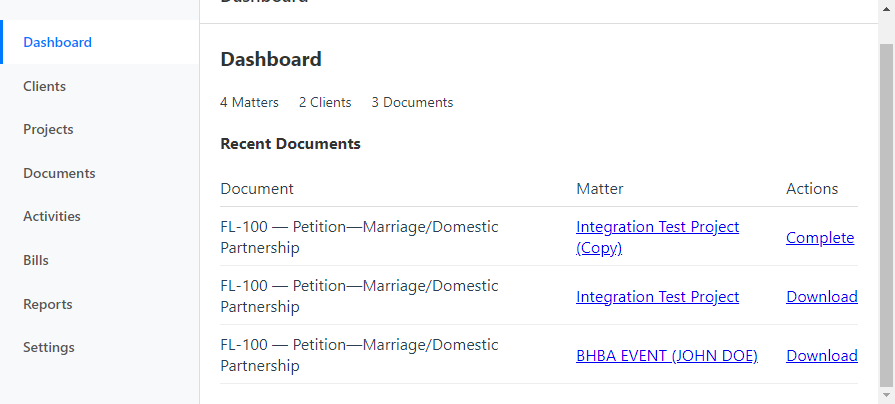 Dashboard
Dashboard
Clients
Projects
Documents
Activities
Bills
Reports
Settings
Dashboard
4 Matters 2 Clients 3 Documents
Recent Documents
Document Matter Actions
FL-100 — Petition—Marriage/Domestic
Partnership
Integration Test Project
(Copy)
Complete
FL-100 — Petition—Marriage/Domestic
Partnership
Integration Test Project
Download
FL-100 — Petition—Marriage/Domestic
Partnership
BHBA EVENT (JOHN DOE)
Download